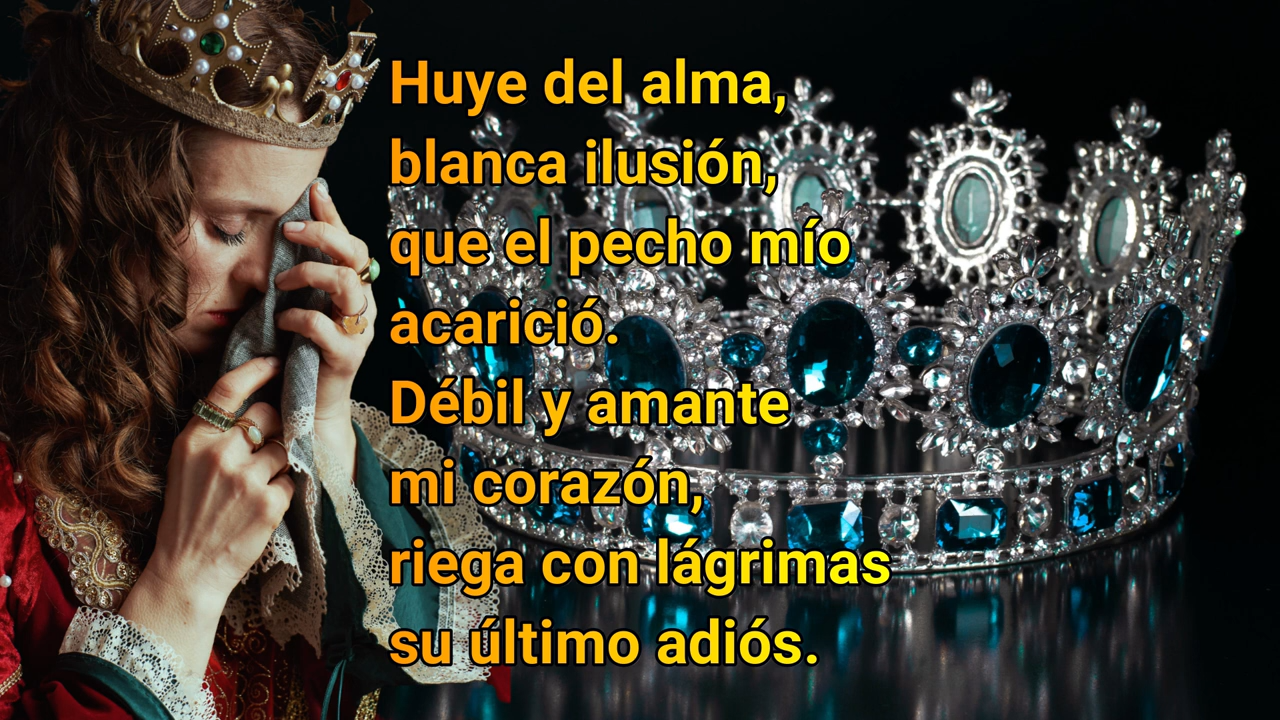 Huye del alma,
blanca ilusión,
que el pecho mío
acarició.
Débil y amante
mi corazón,
riega con lágrimas
su último adiós.